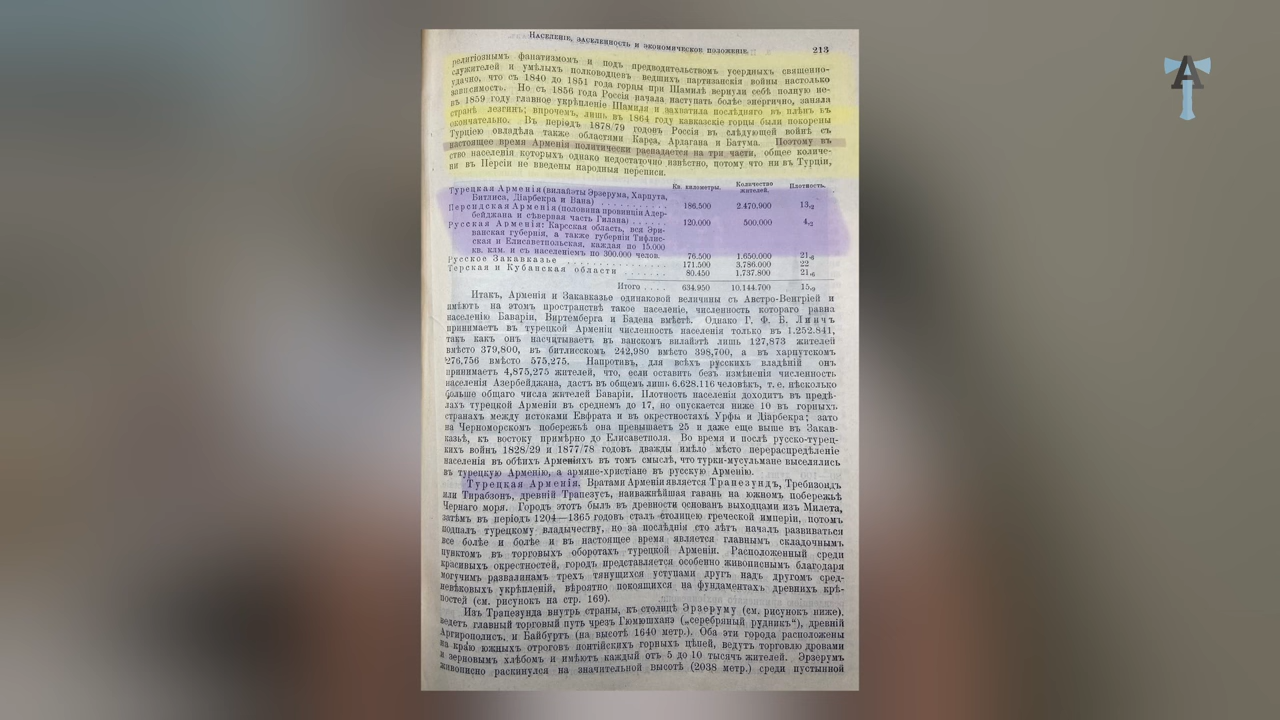 Населеніе, заселенность и экономическое положеніе.
213
религіознымъ фанатизмомъ и подъ предводительствомъ усердныхъ священно-
служителей и умѣлыхъ полководцевъ ведшихъ партизанскія войны настолько
удачно, что съ 1840 до 1851 года горцы при Шамилѣ вернули себѣ полную не-
зависимость. Но съ 1856 года Россія начала наступать болѣе энергично, заняла
въ 1859 году главное укрѣпленіе Шамиля и захватила послѣдняго въ плѣнъ въ
странѣ лезгинъ; впрочемъ, лишь въ 1864 году кавказскіе горцы были покорены
окончательно. Въ періодъ 1878/79 годовъ Россія въ слѣдующей войнѣ съ
Турціею овладѣла также областями Карса, Ардагана и Батума. Поэтому въ
настоящее время Арменія политически распадается на три части, общее количе-
ство населенія которыхъ однако недостаточно извѣстно, потому что ни въ Турціи,
ни въ Персіи не введены народныя переписи.
Кв. километры. Количество жителей. Плотность.
Турецкая Арменія (вилайэты Эрзерума, Харпута,
Битлиса, Діарбекра и Вана) . . . . . 186.500 2.470.900 13,2
Персидская Арменія (половина провинціи Адер-
бейджана и сѣверная часть Гилана) . . . . . 120.000 500.000 4,2
Русская Арменія: Карсская область, вся Эри-
ванская губернія, а также губерніи Тифлис-
ская и Елисаветпольская, каждая по 15.000
кв. клм. и съ населеніемъ по 300.000 челов. 76.500 1.650.000 21,6
Русское Закавказье . . . . . 171.500 3.786.000 22
Терская и Кубанская области . . . . . 80.450 1.737.800 21,6
Итого . . . . 634.950 10.144.700 15,9
Итакъ, Арменія и Закавказье одинаковой величины съ Австро-Венгріей и
имѣютъ на этомъ пространствѣ такое населеніе, численность котораго равна
населенію Баваріи, Виртемберга и Бадена вмѣстѣ. Однако Г. Ф. Б. Линчъ
принимаетъ въ турецкой Арменіи численность населенія только въ 1.252.841,
такъ какъ онъ насчитываетъ въ ванскомъ вилайэтѣ лишь 127,873 жителей
вмѣсто 379,800, въ битлисскомъ 242,980 вмѣсто 398,700, а въ харпутскомъ
276,756 вмѣсто 575,275. Напротивъ, для всѣхъ русскихъ владѣній онъ
принимаетъ 4,875,275 жителей, что, если оставить безъ измѣненія численность
населенія Азербейджана, дастъ въ общемъ лишь 6.628.116 человѣкъ, т. е. нѣсколько
больше общаго числа жителей Баваріи. Плотность населенія доходитъ въ предѣ-
лахъ турецкой Арменіи въ среднемъ до 17, но опускается ниже 10 въ горныхъ
странахъ между истоками Евфрата и въ окрестностяхъ Урфы и Діарбекра; зато
на Черноморскомъ побережьѣ она превышаетъ 25 и даже еще выше въ Закав-
казьѣ, къ востоку примѣрно до Елисаветполя. Во время и послѣ русско-турец-
кихъ войнъ 1828/29 и 1877/78 годовъ дважды имѣло мѣсто перераспредѣленіе
населенія въ обѣихъ Арменіяхъ въ томъ смыслѣ, что турки-мусульмане выселялись
въ турецкую Арменію, а армяне-христіане въ русскую Арменію.
Турецкая Арменія. Вратами Арменіи является Трапезундъ, Требизондъ
или Тирабзонъ, древній Трапезусъ, наиважнѣйшая гавань на южномъ побережьѣ
Чернаго моря. Городъ этотъ былъ въ древности основанъ выходцами изъ Милета,
затѣмъ въ періодъ 1204—1365 годовъ сталъ столицею греческой имперіи, потомъ
подпалъ турецкому владычеству, но за послѣднія сто лѣтъ началъ развиваться
все болѣе и болѣе и въ настоящее время является главнымъ складочнымъ
пунктомъ въ торговыхъ оборотахъ турецкой Арменіи. Расположенный среди
красивыхъ окрестностей, городъ представляется особенно живописнымъ благодаря
могучимъ развалинамъ трехъ тянущихся уступами другъ надъ другомъ сред-
невѣковыхъ укрѣпленій, вѣроятно покоящихся на фундаментахъ древнихъ крѣ-
постей (см. рисунокъ на стр. 169).
Изъ Трапезунда внутрь страны, къ столицѣ Эрзеруму (см. рисунокъ ниже),
ведетъ главный торговый путь чрезъ Гюмюшханэ („серебряный рудникъ“), древній
Аргирополисъ, и Байбуртъ (на высотѣ 1640 метр.). Оба эти города расположены
на краю южныхъ отроговъ понтійскихъ горныхъ цѣпей, ведутъ торговлю дровами
и зерновымъ хлѣбомъ и имѣютъ каждый отъ 5 до 10 тысячъ жителей. Эрзерумъ
живописно раскинулся на значительной высотѣ (2038 метр.) среди пустынной